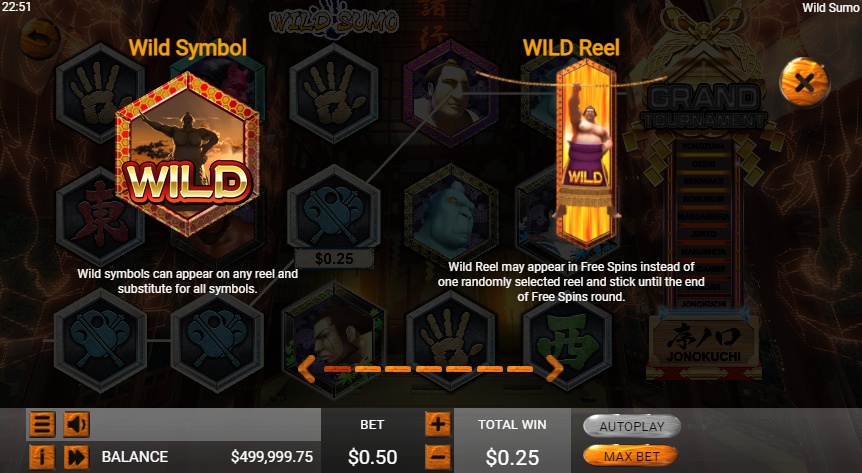 22:51
Wild Sumo
WILD SUMO
Wild Symbol
WILD Reel
GRAND
TOURNAMENT
WILD
WILD
東
$0.25
Wild symbols can appear on any reel and
substitute for all symbols.
Wild Reel may appear in Free Spins instead of
one randomly selected reel and stick until the end
of Free Spins round.
西
JONOKUCHI
BET
TOTAL WIN
AUTOPLAY
BALANCE
$499,999.75
$0.50
$0.25
MAX BET